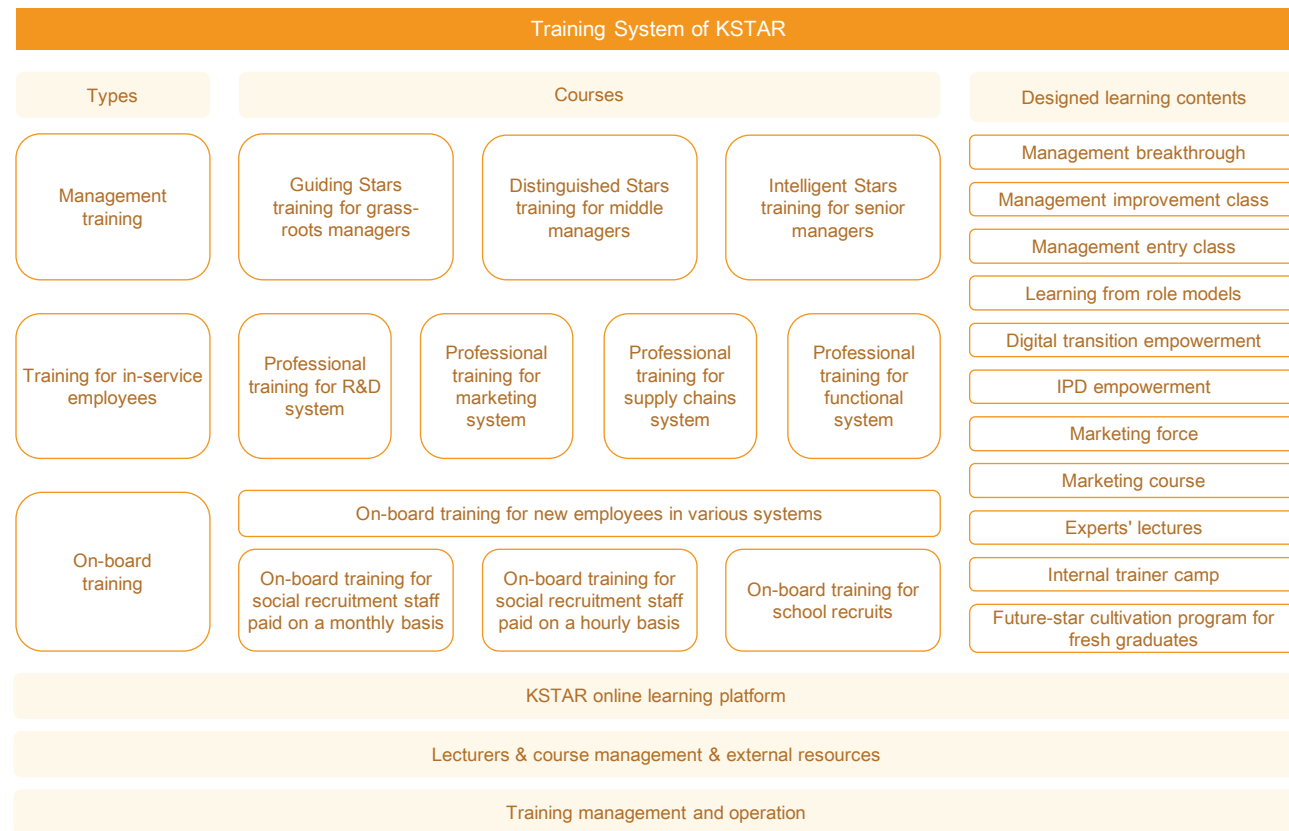 Training System of KSTAR
Types
Courses
Designed learning contents
Management
training
Guiding Stars
training for grass-
roots managers
Distinguished Stars
training for middle
managers
Intelligent Stars
training for senior
managers
Training for in-service
employees
Professional
training for R&D
system
Professional
training for
marketing
system
Professional
training for
supply chains
system
Professional
training for
functional
system
On-board
training
On-board training for new employees in various systems
On-board training for
social recruitment staff
paid on a monthly basis
On-board training for
social recruitment staff
paid on a hourly basis
On-board training for
school recruits
Management breakthrough
Management improvement class
Management entry class
Learning from role models
Digital transition empowerment
IPD empowerment
Marketing force
Marketing course
Experts' lectures
Internal trainer camp
Future-star cultivation program for
fresh graduates
KSTAR online learning platform
Lecturers & course management & external resources
Training management and operation